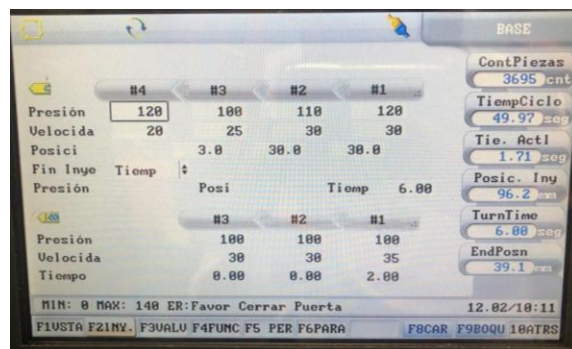 BASE
ContPiezas
3695 cnt
#4 #3 #2 #1
Presión 120 100 110 120
TiempCiclo
49.97 seg
Velocida 20 25 30 30
Posici 3.0 30.0 30.0
Tie. Actl
1.71 seg
Fin Inye Tiemp
Presión Posi Tiemp 6.00
Posic. Iny
96.2 mm
#3 #2 #1
TurnTime
6.00 seg
Presión 100 100 100
Velocida 30 30 35
EndPosn
39.1 mm
Tiempo 0.00 0.00 2.00
MIN: 0 MAX: 140 ER:Favor Cerrar Puerta 12.02/10:11
F1VSTA F2INY. F3VALV F4FUNC F5 PER F6PARA F8CAR F9BOQU 10ATRS